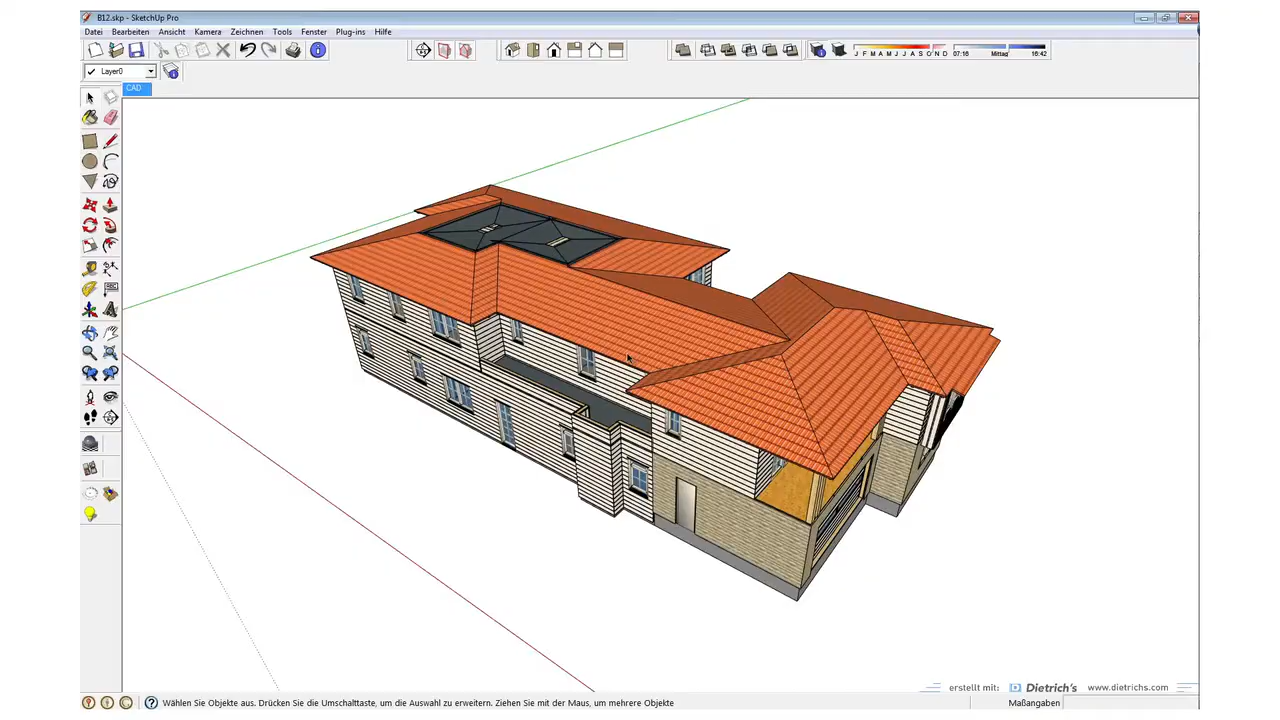 B12.skp - SketchUp Pro
Datei Bearbeiten Ansicht Kamera Zeichnen Tools Fenster Plug-ins Hilfe
J F M A M J J A S O N D 07:16 Mittag 16:42
Layer0
CAD
erstellt mit: Dietrich's www.dietrichs.com
Wählen Sie Objekte aus. Drücken Sie die Umschalttaste, um die Auswahl zu erweitern. Ziehen Sie mit der Maus, um mehrere Objekte
Maßangaben